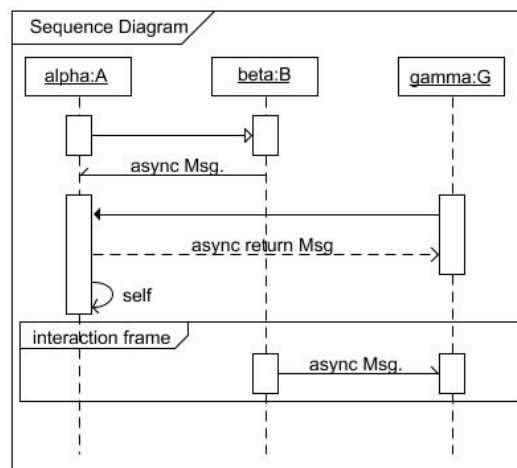 Sequence Diagram
alpha:A
beta:B
gamma:G
async Msg.
async return Msg
self
interaction frame
async Msg.